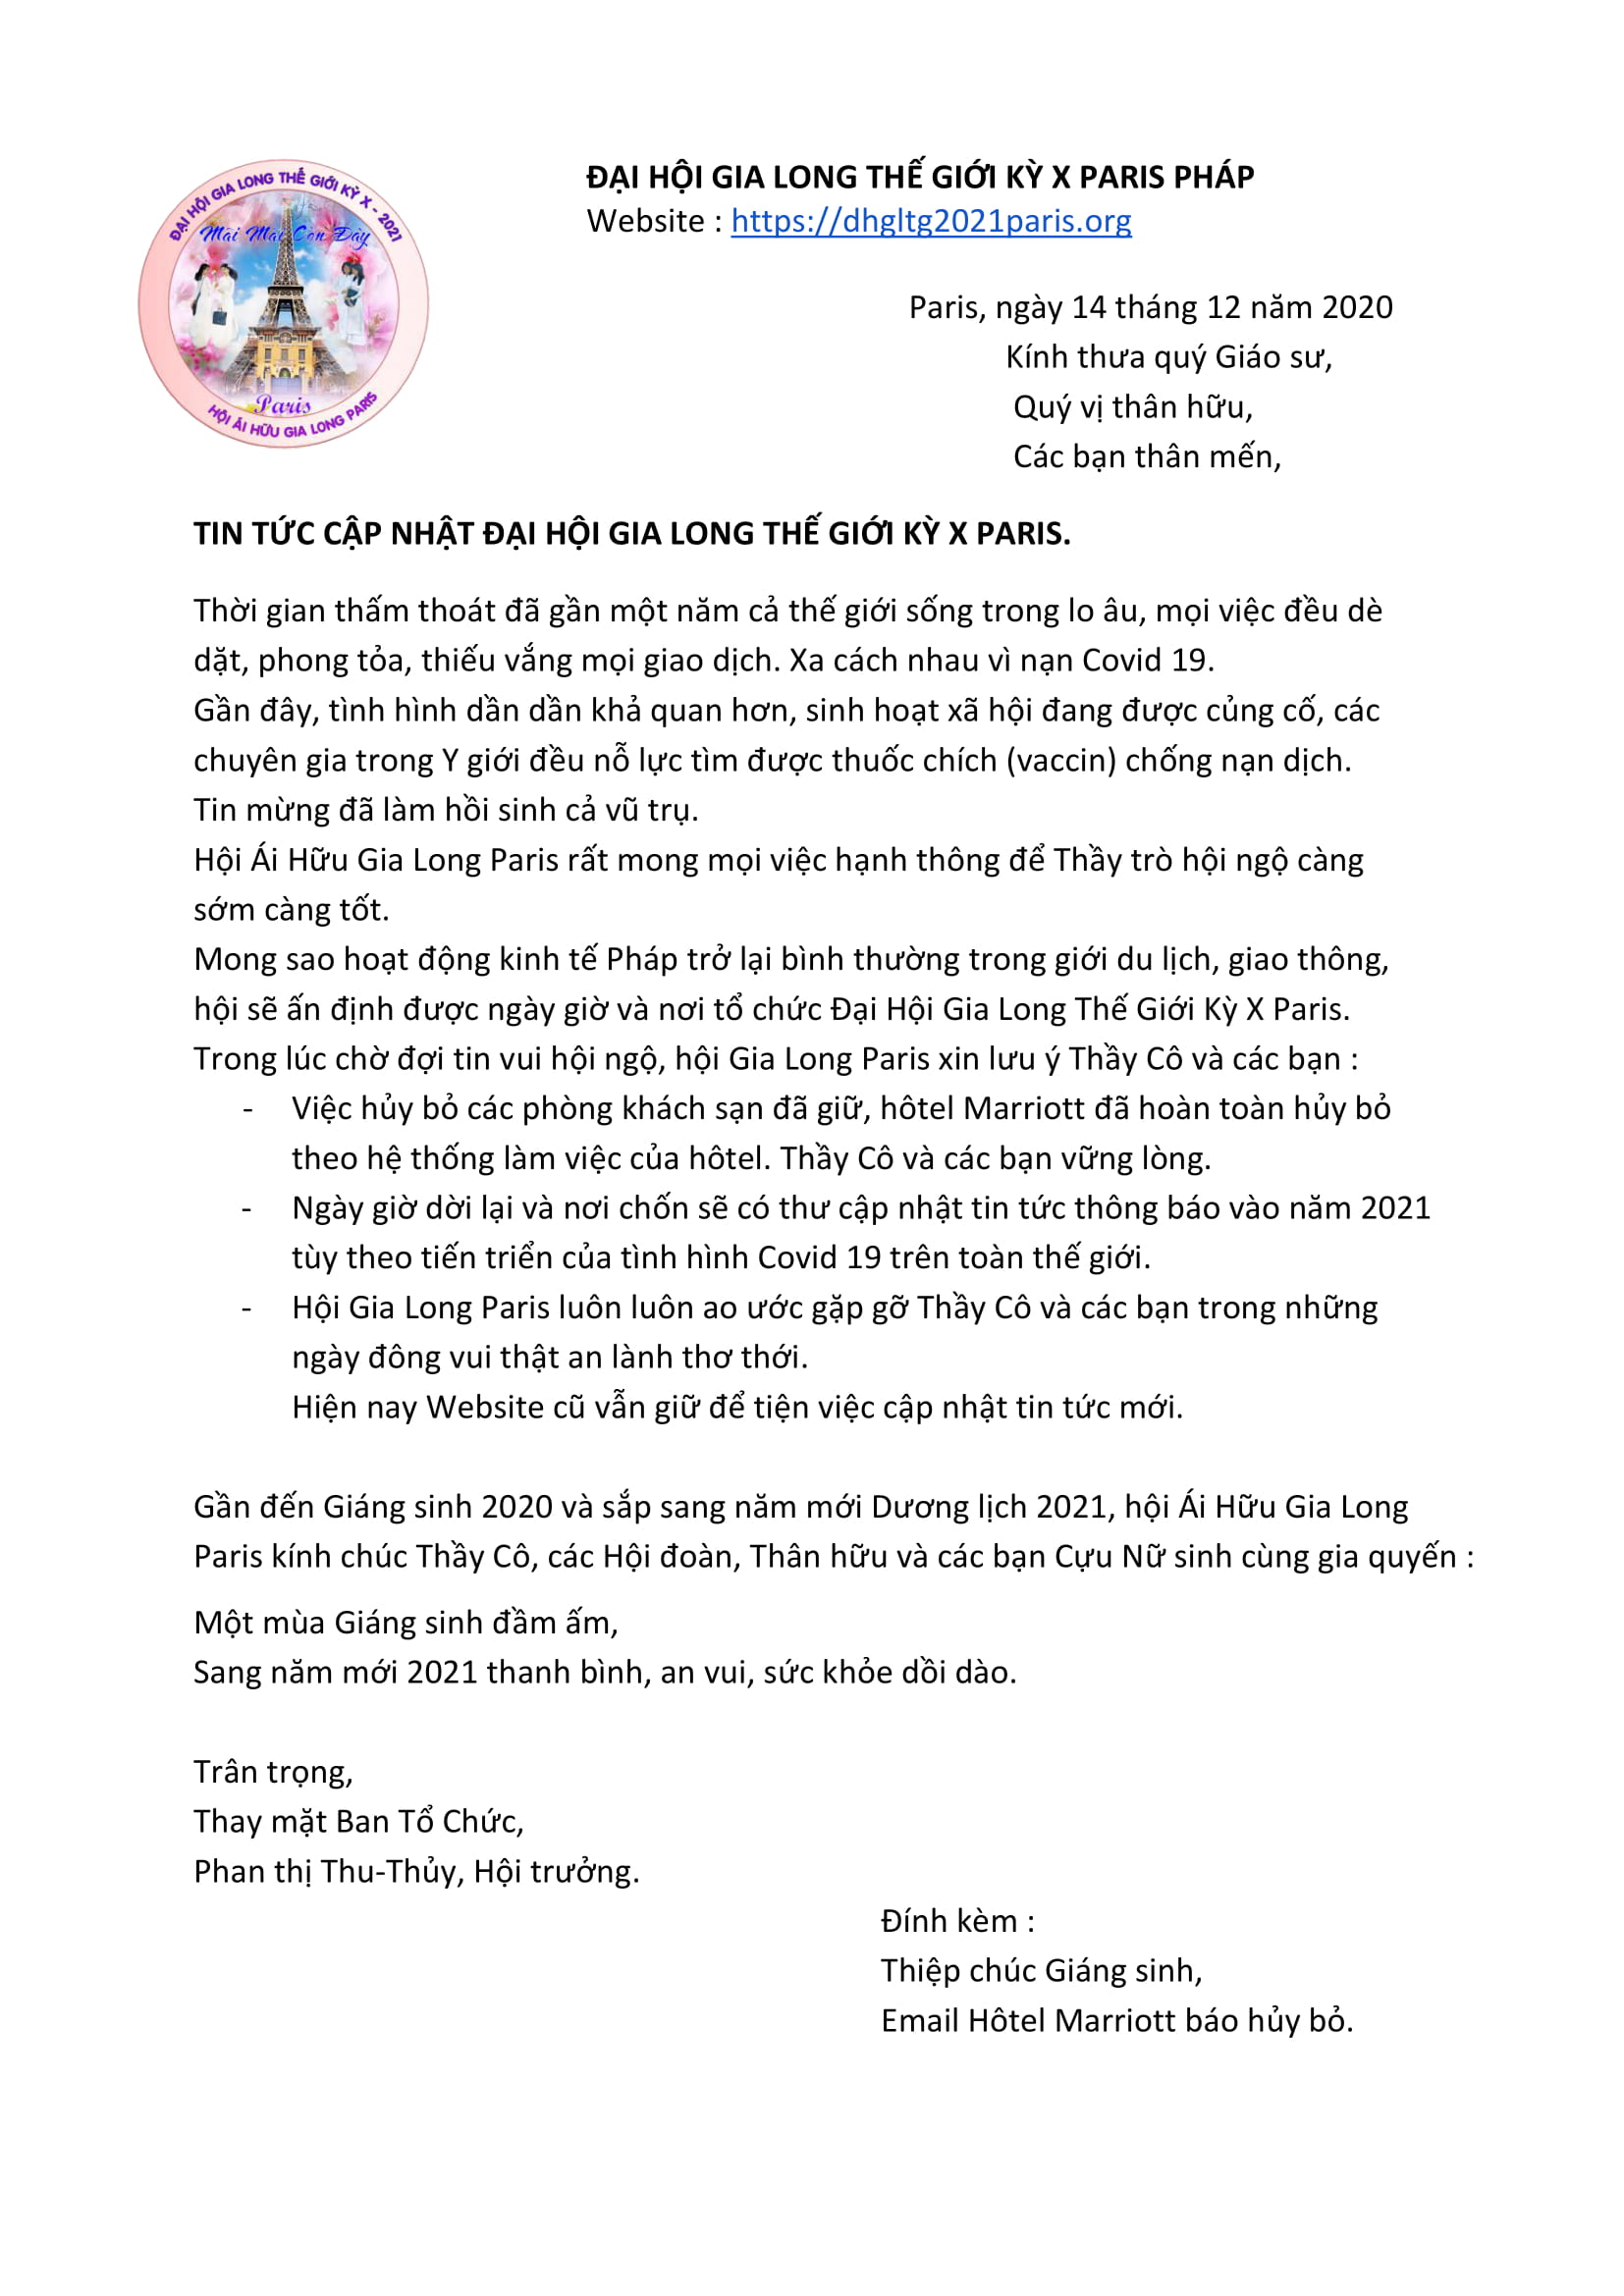 ĐẠI HỘI GIA LONG THẾ GIỚI KỲ X - 2021
Mãi Mãi Còn Đây
Paris
HỘI ÁI HỮU GIA LONG PARIS
ĐẠI HỘI GIA LONG THẾ GIỚI KỲ X PARIS PHÁP
Website : https://dhgltg2021paris.org
Paris, ngày 14 tháng 12 năm 2020
Kính thưa quý Giáo sư,
Quý vị thân hữu,
Các bạn thân mến,
TIN TỨC CẬP NHẬT ĐẠI HỘI GIA LONG THẾ GIỚI KỲ X PARIS.
Thời gian thấm thoát đã gần một năm cả thế giới sống trong lo âu, mọi việc đều dè
dặt, phong tỏa, thiếu vắng mọi giao dịch. Xa cách nhau vì nạn Covid 19.
Gần đây, tình hình dần dần khả quan hơn, sinh hoạt xã hội đang được củng cố, các
chuyên gia trong Y giới đều nỗ lực tìm được thuốc chích (vaccin) chống nạn dịch.
Tin mừng đã làm hồi sinh cả vũ trụ.
Hội Ái Hữu Gia Long Paris rất mong mọi việc hạnh thông để Thầy trò hội ngộ càng
sớm càng tốt.
Mong sao hoạt động kinh tế Pháp trở lại bình thường trong giới du lịch, giao thông,
hội sẽ ấn định được ngày giờ và nơi tổ chức Đại Hội Gia Long Thế Giới Kỳ X Paris.
Trong lúc chờ đợi tin vui hội ngộ, hội Gia Long Paris xin lưu ý Thầy Cô và các bạn :
- Việc hủy bỏ các phòng khách sạn đã giữ, hôtel Marriott đã hoàn toàn hủy bỏ
theo hệ thống làm việc của hôtel. Thầy Cô và các bạn vững lòng.
- Ngày giờ dời lại và nơi chốn sẽ có thư cập nhật tin tức thông báo vào năm 2021
tùy theo tiến triển của tình hình Covid 19 trên toàn thế giới.
- Hội Gia Long Paris luôn luôn ao ước gặp gỡ Thầy Cô và các bạn trong những
ngày đông vui thật an lành thơ thới.
Hiện nay Website cũ vẫn giữ để tiện việc cập nhật tin tức mới.
Gần đến Giáng sinh 2020 và sắp sang năm mới Dương lịch 2021, hội Ái Hữu Gia Long
Paris kính chúc Thầy Cô, các Hội đoàn, Thân hữu và các bạn Cựu Nữ sinh cùng gia quyến :
Một mùa Giáng sinh đầm ấm,
Sang năm mới 2021 thanh bình, an vui, sức khỏe dồi dào.
Trân trọng,
Thay mặt Ban Tổ Chức,
Phan thị Thu-Thủy, Hội trưởng.
Đính kèm :
Thiệp chúc Giáng sinh,
Email Hôtel Marriott báo hủy bỏ.